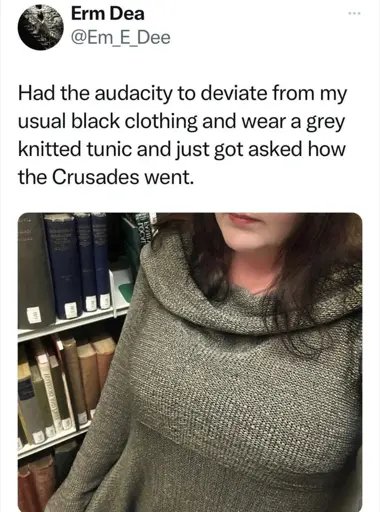 Erm Dea
@Em_E_Dee
Had the audacity to deviate from my
usual black clothing and wear a grey
knitted tunic and just got asked how
the Crusades went.